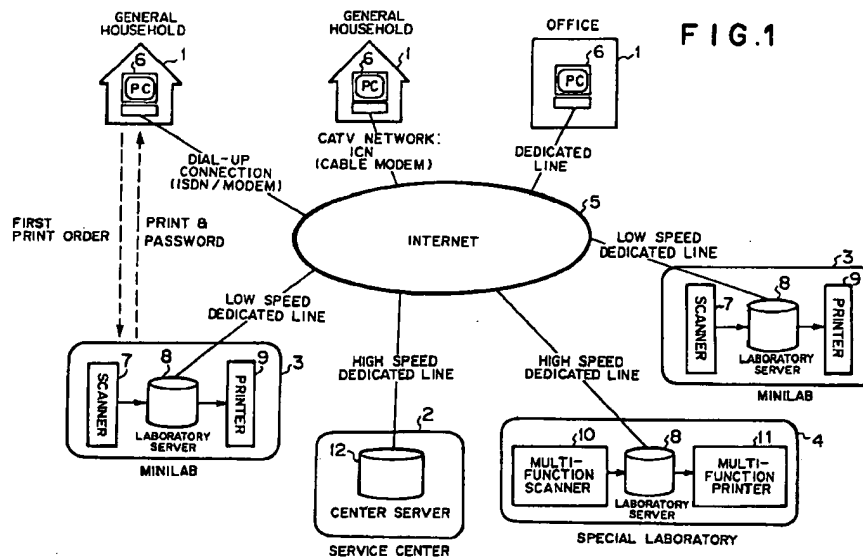 GENERAL
HOUSEHOLD
6
1
PC
GENERAL
HOUSEHOLD
6
1
PC
OFFICE
6
1
PC
FIG.1
DIAL-UP
CONNECTION
(ISDN/MODEM)
CATV NETWORK:
ICN
(CABLE MODEM)
DEDICATED
LINE
FIRST
PRINT ORDER
PRINT &
PASSWORD
INTERNET
5
LOW SPEED
DEDICATED LINE
3
SCANNER
7
8
LABORATORY
SERVER
PRINTER
9
MINILAB
LOW SPEED
DEDICATED LINE
3
SCANNER
7
8
LABORATORY
SERVER
PRINTER
9
MINILAB
HIGH SPEED
DEDICATED LINE
2
12
CENTER SERVER
SERVICE CENTER
HIGH SPEED
DEDICATED LINE
4
10
MULTI-
FUNCTION
SCANNER
8
LABORATORY
SERVER
11
MULTI-
FUNCTION
PRINTER
SPECIAL LABORATORY